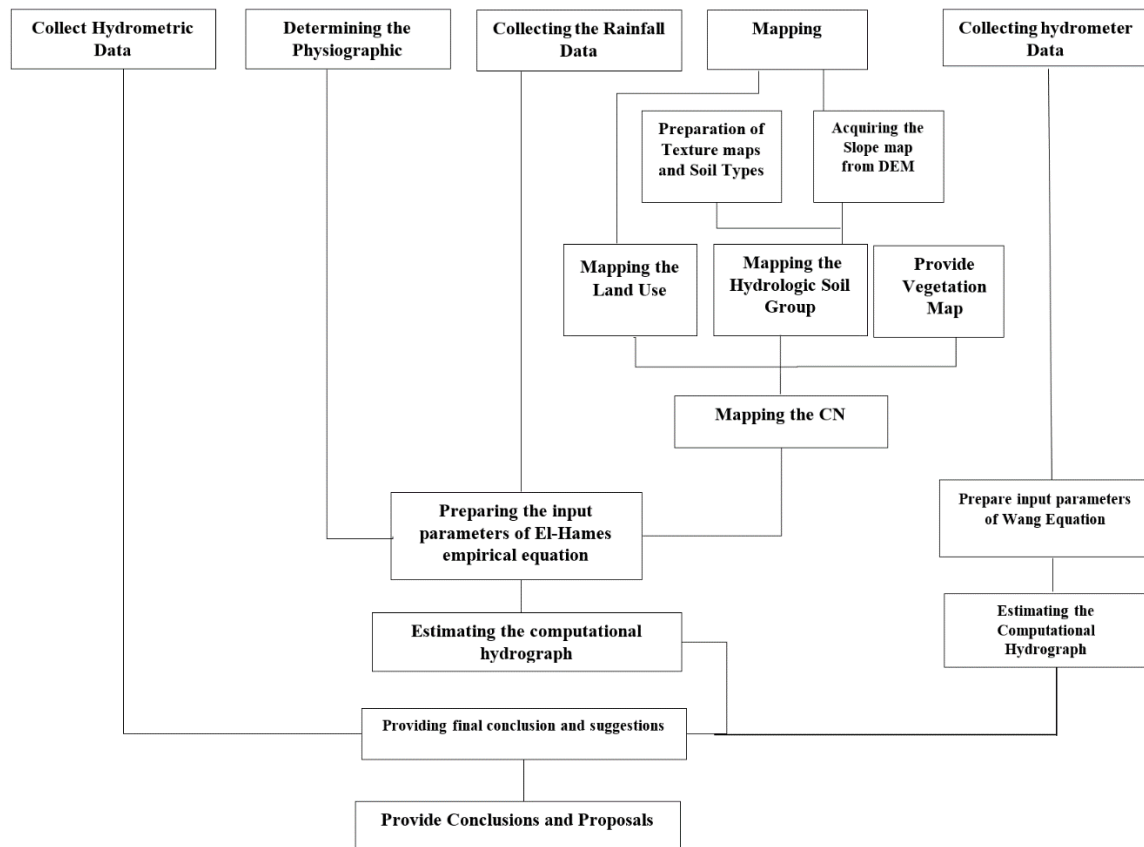 Collect Hydrometric
Data
Determining the
Physiographic
Collecting the Rainfall
Data
Mapping
Collecting hydrometer
Data
Preparation of
Texture maps
and Soil Types
Acquiring the
Slope map
from DEM
Mapping the
Land Use
Mapping the
Hydrologic Soil
Group
Provide
Vegetation
Map
Mapping the CN
Preparing the input
parameters of El-Hames
empirical equation
Prepare input parameters
of Wang Equation
Estimating the computational
hydrograph
Estimating the
Computational
Hydrograph
Providing final conclusion and suggestions
Provide Conclusions and Proposals